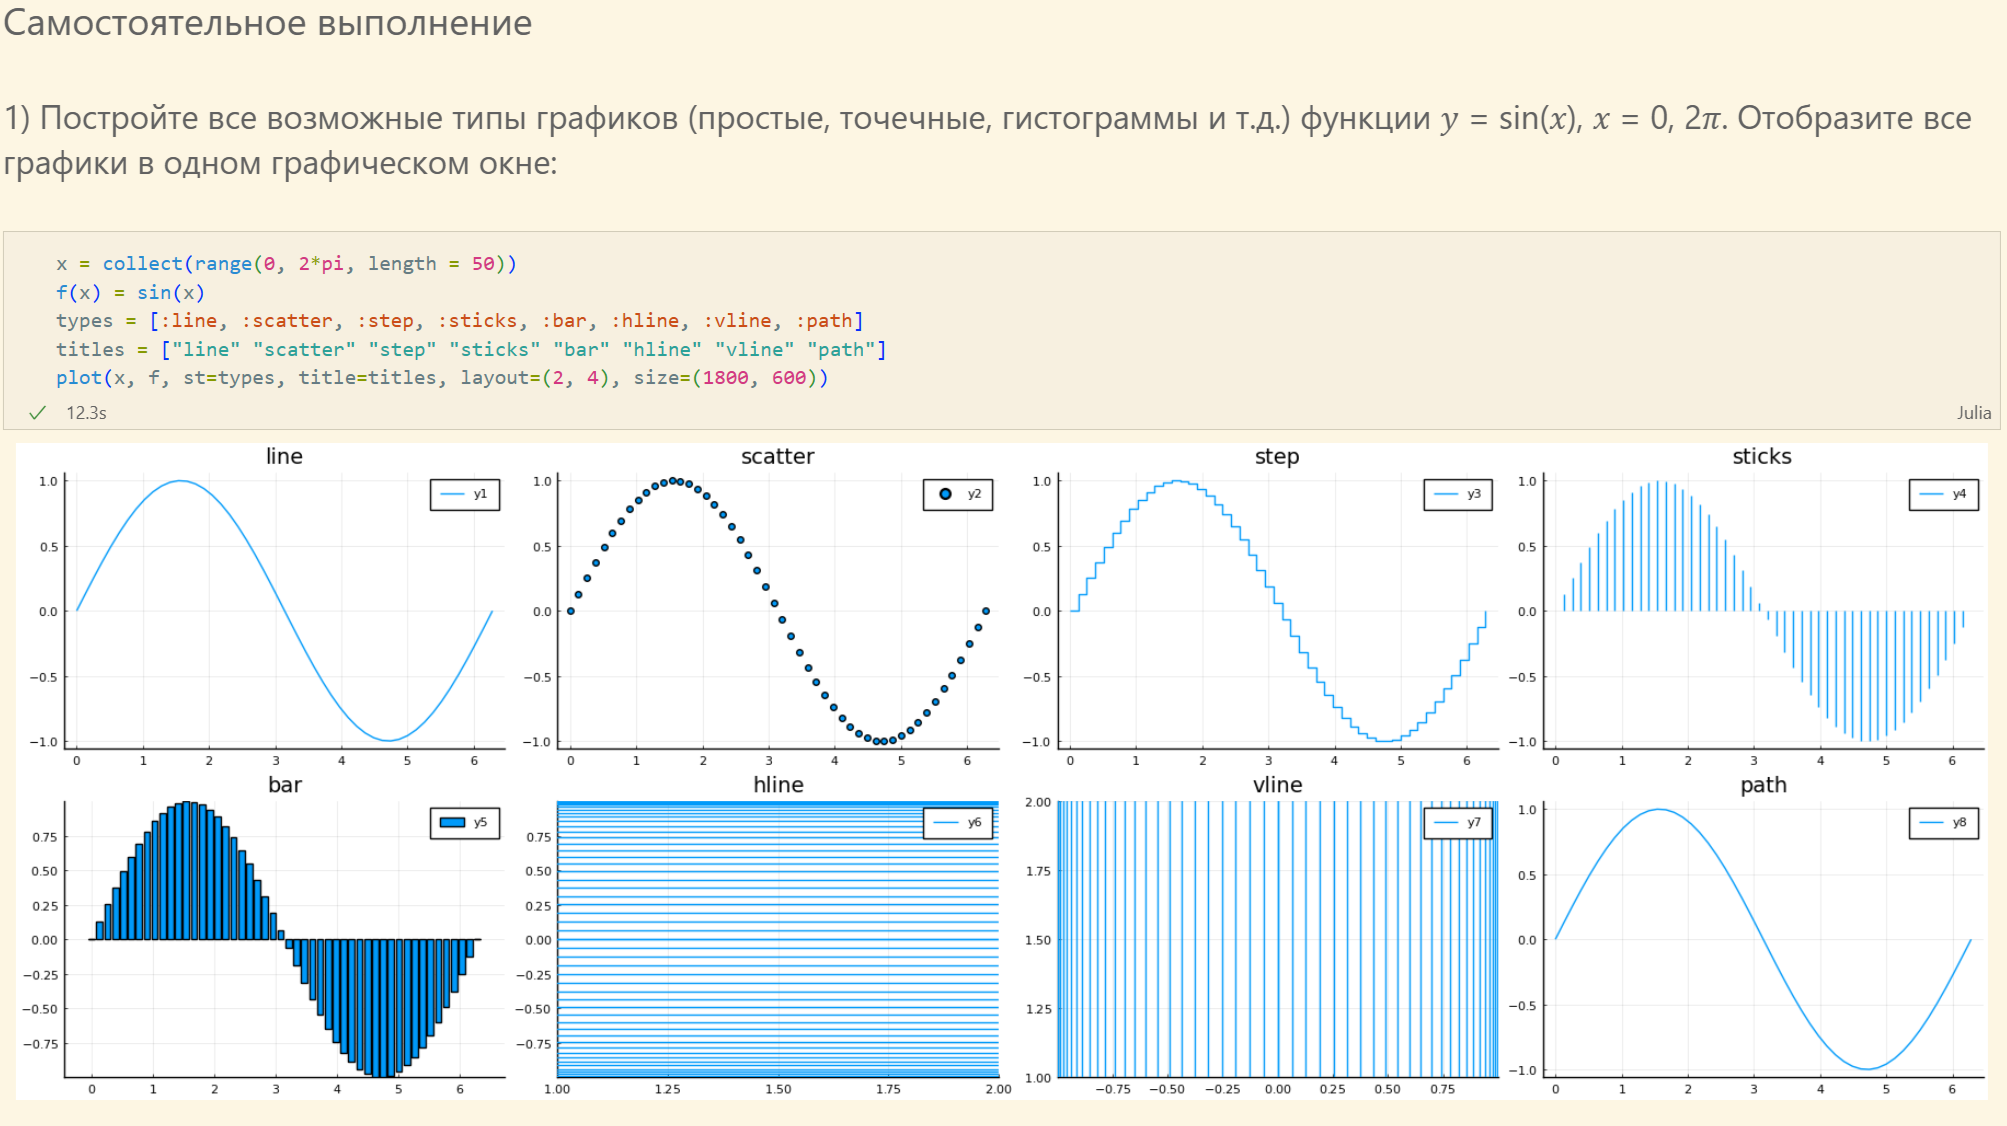 Самостоятельное выполнение
1) Постройте все возможные типы графиков (простые, точечные, гистограммы и т.д.) функции y = sin(x), x = 0, 2π. Отобразите все
графики в одном графическом окне:
x = collect(range(0, 2*pi, length = 50))
f(x) = sin(x)
types = [:line, :scatter, :step, :sticks, :bar, :hline, :vline, :path]
titles = ["line" "scatter" "step" "sticks" "bar" "hline" "vline" "path"]
plot(x, f, st=types, title=titles, layout=(2, 4), size=(1800, 600))
✓ 12.3s Julia
line
y1
1.0
0.5
0.0
−0.5
−1.0
0 1 2 3 4 5 6
scatter
y2
1.0
0.5
0.0
−0.5
−1.0
0 1 2 3 4 5 6
step
y3
1.0
0.5
0.0
−0.5
−1.0
0 1 2 3 4 5 6
sticks
y4
1.0
0.5
0.0
−0.5
−1.0
0 1 2 3 4 5 6
bar
y5
0.75
0.50
0.25
0.00
−0.25
−0.50
−0.75
0 1 2 3 4 5 6
hline
y6
0.75
0.50
0.25
0.00
−0.25
−0.50
−0.75
1.00 1.25 1.50 1.75 2.00
vline
y7
2.00
1.75
1.50
1.25
1.00
−0.75 −0.50 −0.25 0.00 0.25 0.50 0.75
path
y8
1.0
0.5
0.0
−0.5
−1.0
0 1 2 3 4 5 6